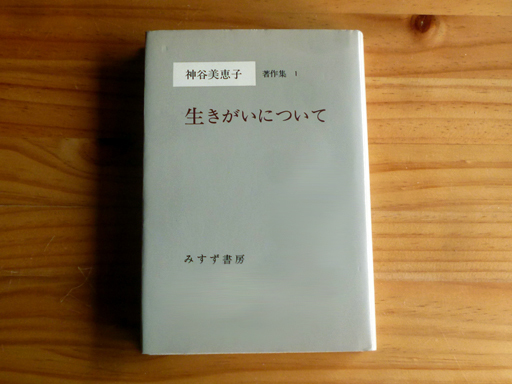 神谷美恵子 著作集 1
生きがいについて
みすず書房